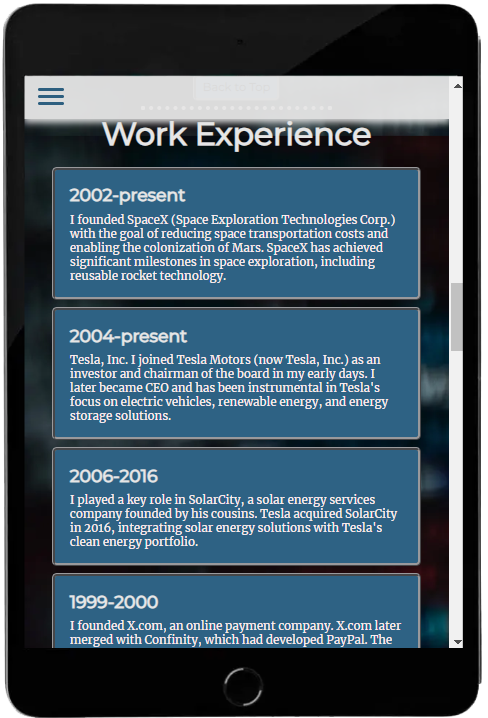 Work Experience
2002-present
I founded SpaceX (Space Exploration Technologies Corp.)
with the goal of reducing space transportation costs and
enabling the colonization of Mars. SpaceX has achieved
significant milestones in space exploration, including
reusable rocket technology.
2004-present
Tesla, Inc. I joined Tesla Motors (now Tesla, Inc.) as an
investor and chairman of the board in my early days. I
later became CEO and has been instrumental in Tesla's
focus on electric vehicles, renewable energy, and energy
storage solutions.
2006-2016
I played a key role in SolarCity, a solar energy services
company founded by his cousins. Tesla acquired SolarCity
in 2016, integrating solar energy solutions with Tesla's
clean energy portfolio.
1999-2000
I founded X.com, an online payment company. X.com later
merged with Confinity, which had developed PayPal. The